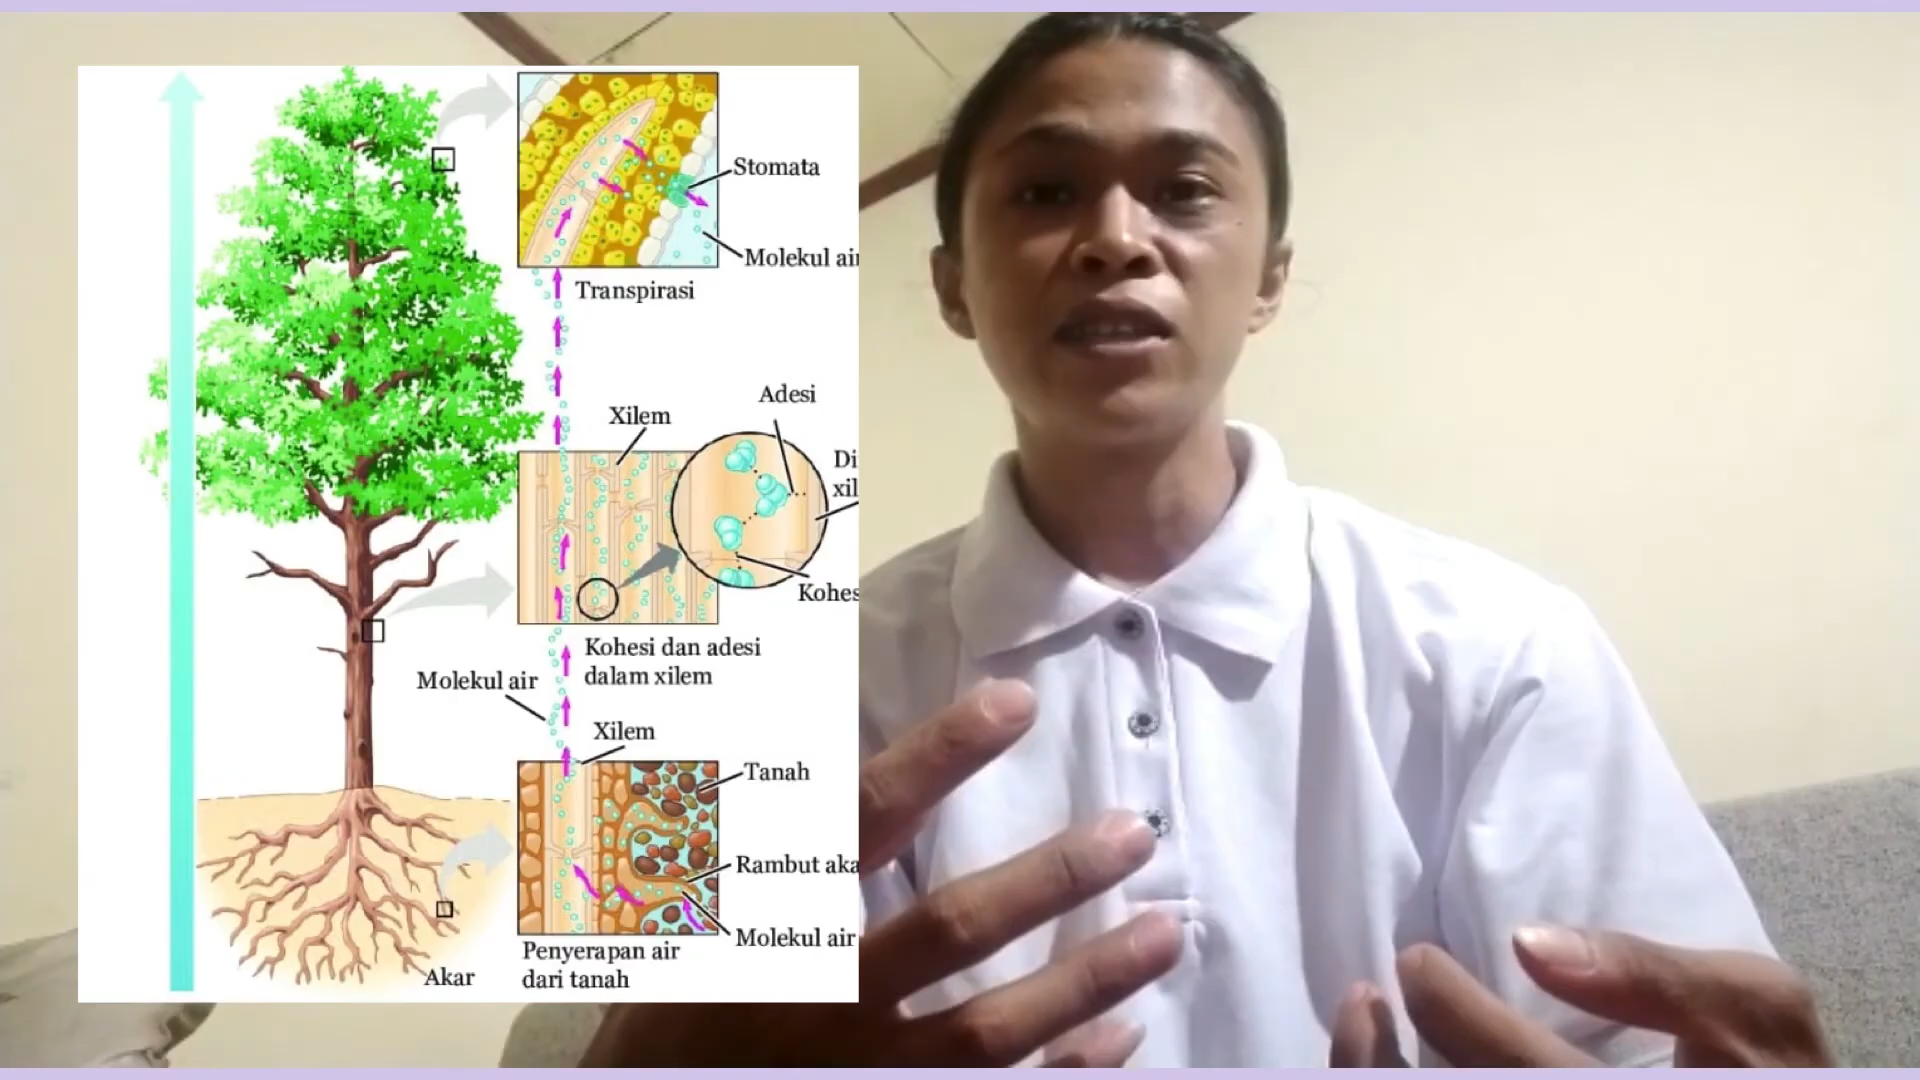 Stomata
Molekul air
Transpirasi
Adesi
Xilem
Di
xil
Kohes
Kohesi dan adesi
dalam xilem
Molekul air
Xilem
Tanah
Rambut aka
Molekul air
Penyerapan air
dari tanah
Akar